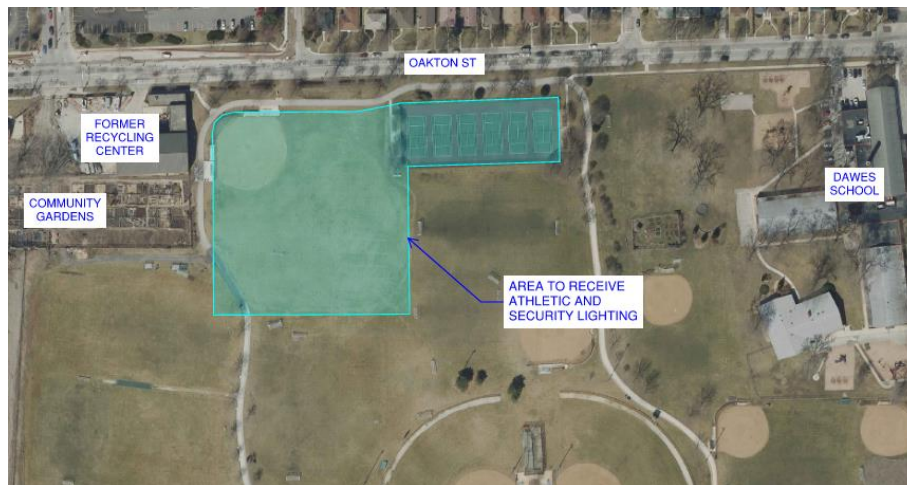 OAKTON ST
FORMER
RECYCLING
CENTER
COMMUNITY
GARDENS
DAWES
SCHOOL
AREA TO RECEIVE
ATHLETIC AND
SECURITY LIGHTING